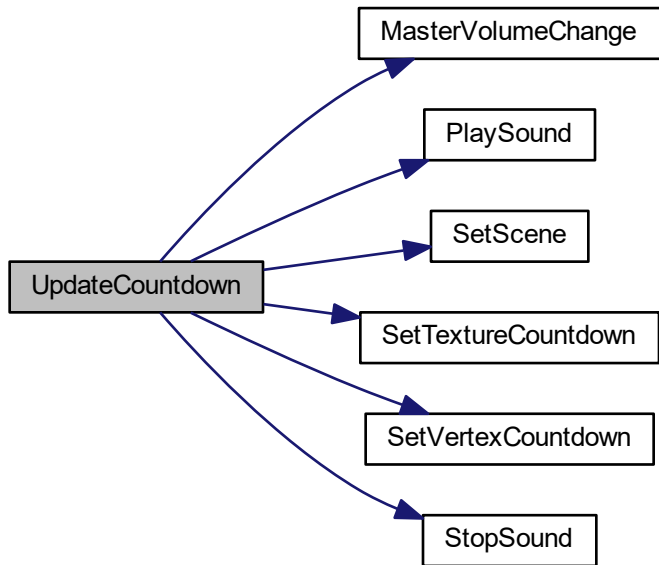 MasterVolumeChange
PlaySound
SetScene
UpdateCountdown
SetTextureCountdown
SetVertexCountdown
StopSound